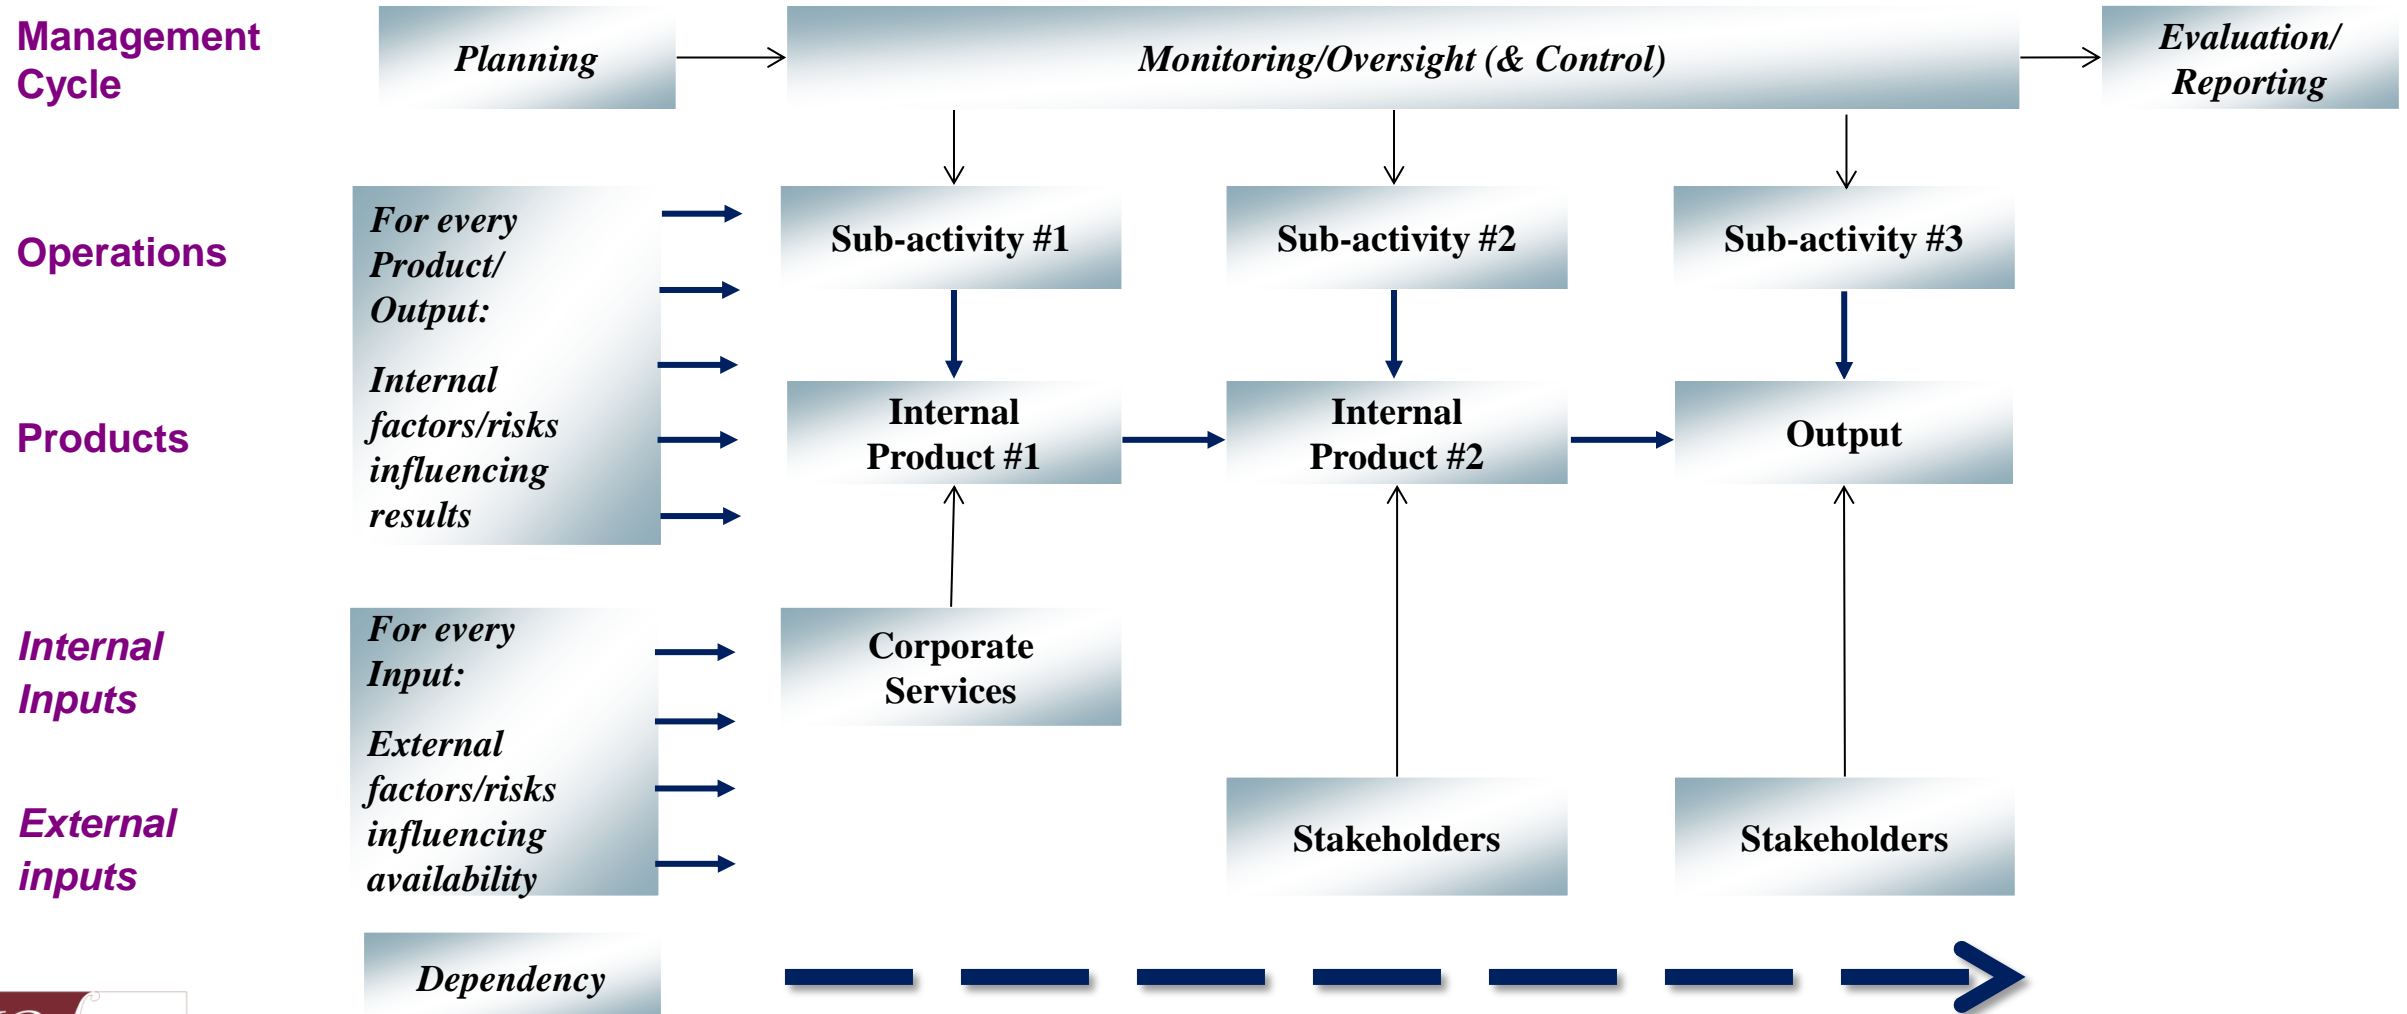 Management
Cycle
Planning
Monitoring/Oversight (& Control)
Evaluation/
Reporting
Operations
For every
Product/
Output:
Internal
factors/risks
influencing
results
Sub-activity #1
Sub-activity #2
Sub-activity #3
Products
Internal
Product #1
Internal
Product #2
Output
Internal
Inputs
For every
Input:
External
factors/risks
influencing
availability
Corporate
Services
External
inputs
Stakeholders
Stakeholders
Dependency